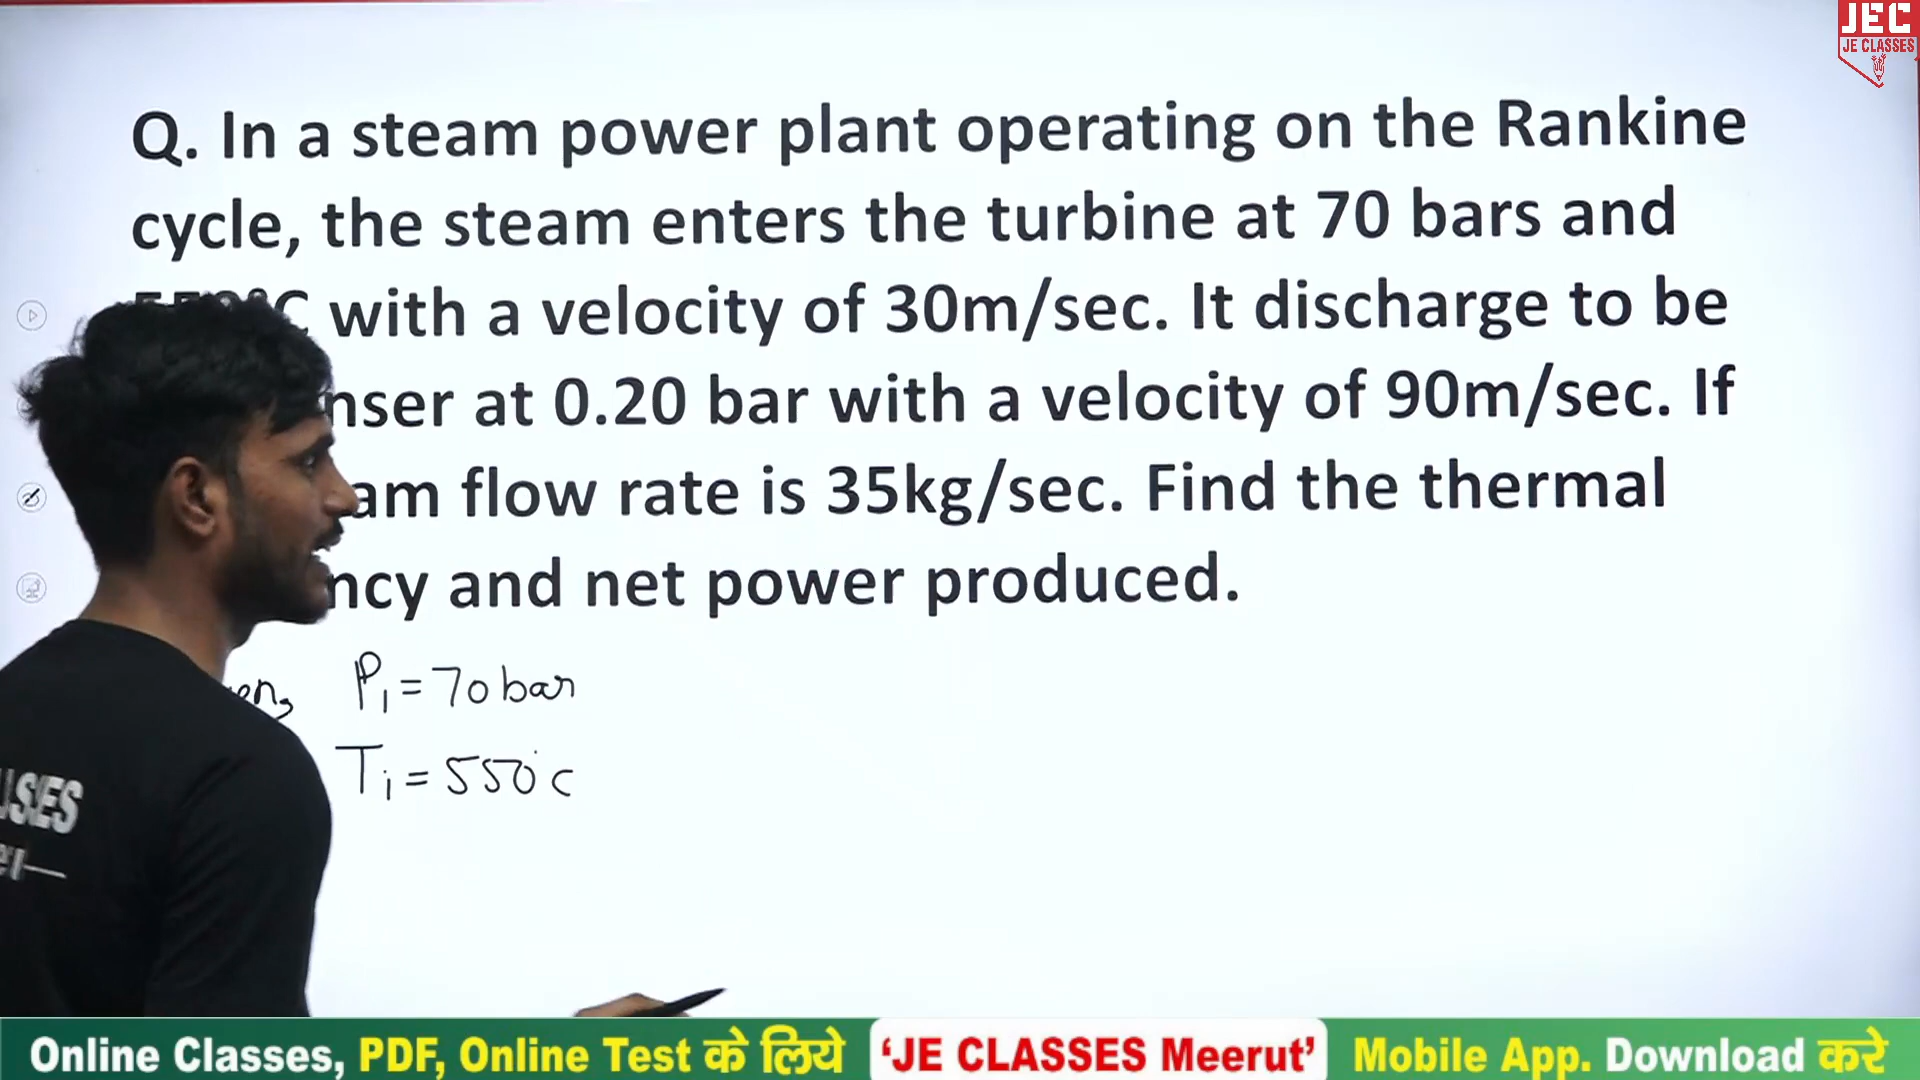 JEC
JE CLASSES
Q. In a steam power plant operating on the Rankine
cycle, the steam enters the turbine at 70 bars and
with a velocity of 30m/sec. It discharge to be
at 0.20 bar with a velocity of 90m/sec. If
flow rate is 35kg/sec. Find the thermal
and net power produced.
P1 = 70 bar
T1 = 550°C
Online Classes, PDF, Online Test के लिये 'JE CLASSES Meerut' Mobile App. Download करे